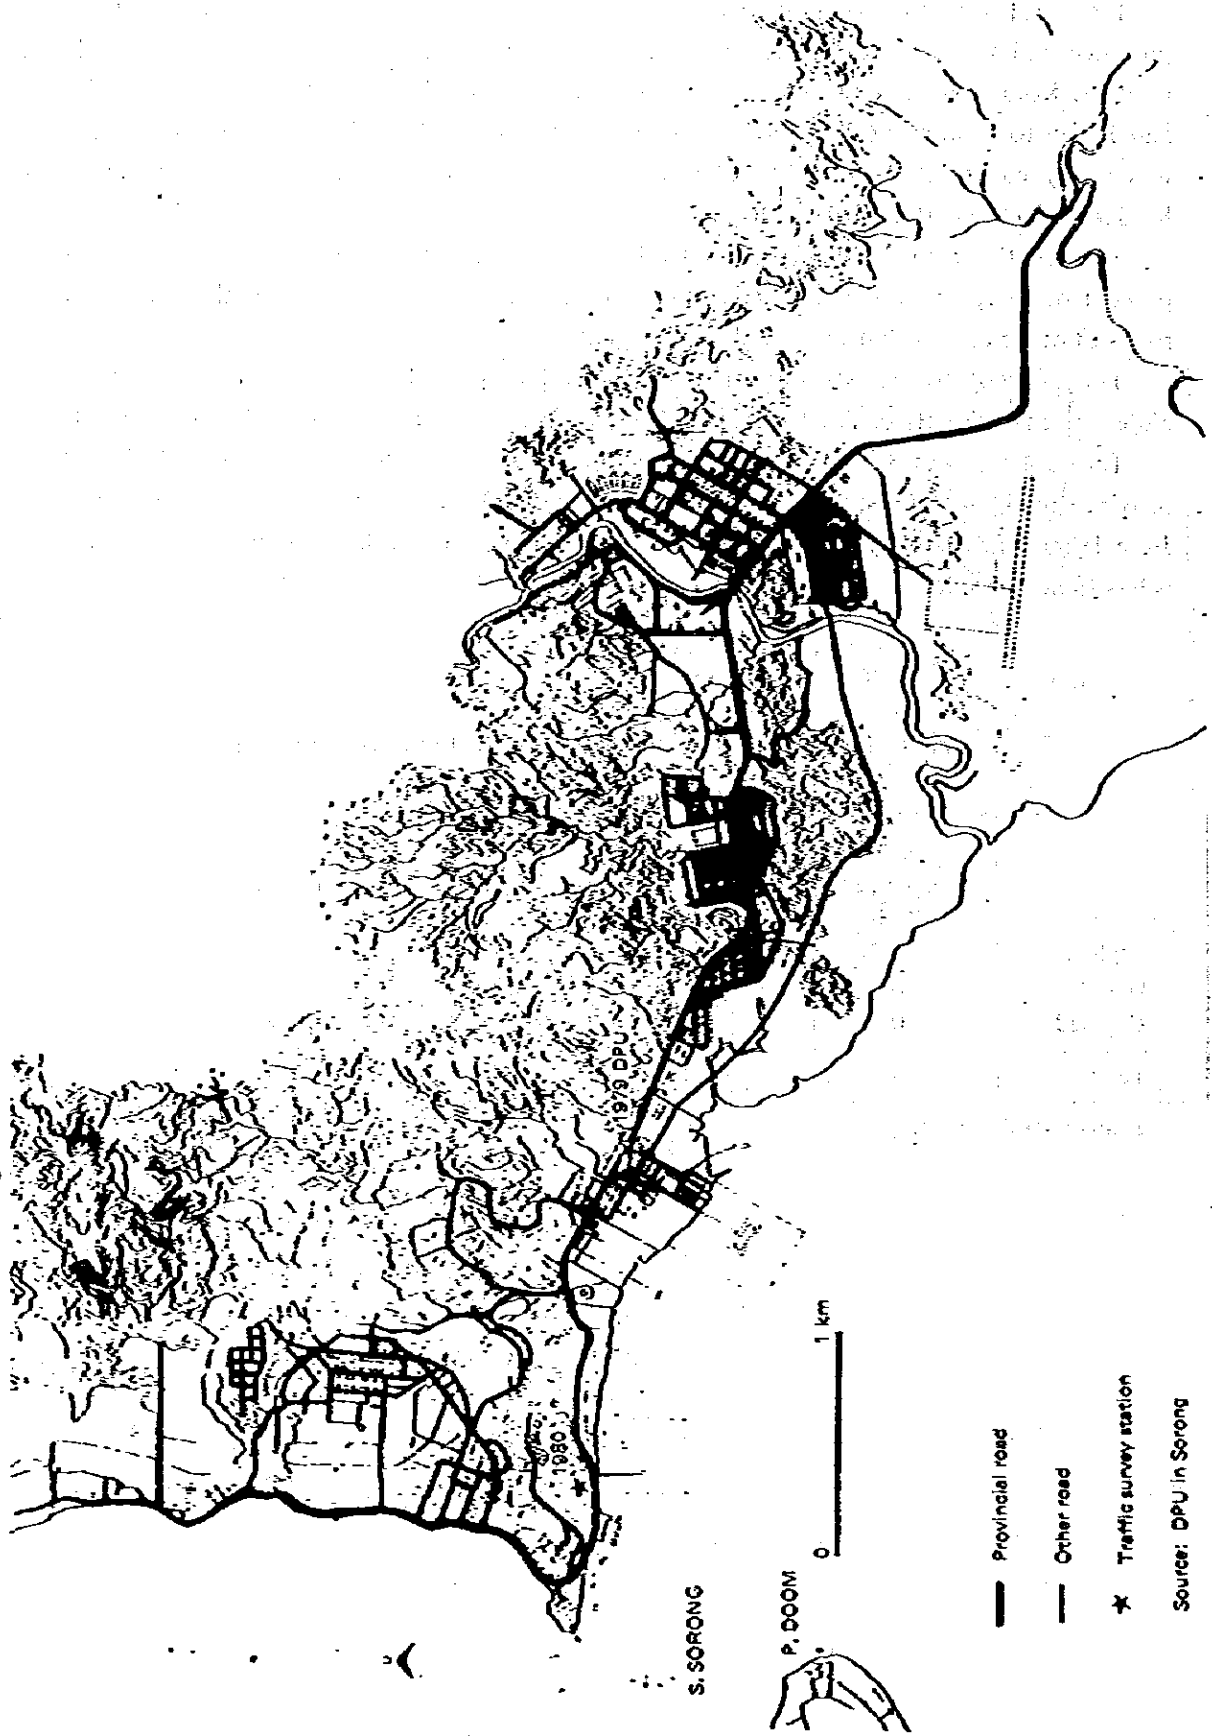 1979 DPU
1980
S. SORONG
P. DOOM
0 1 km
Provincial road
Other road
Traffic survey station
Source: DPU in Sorong